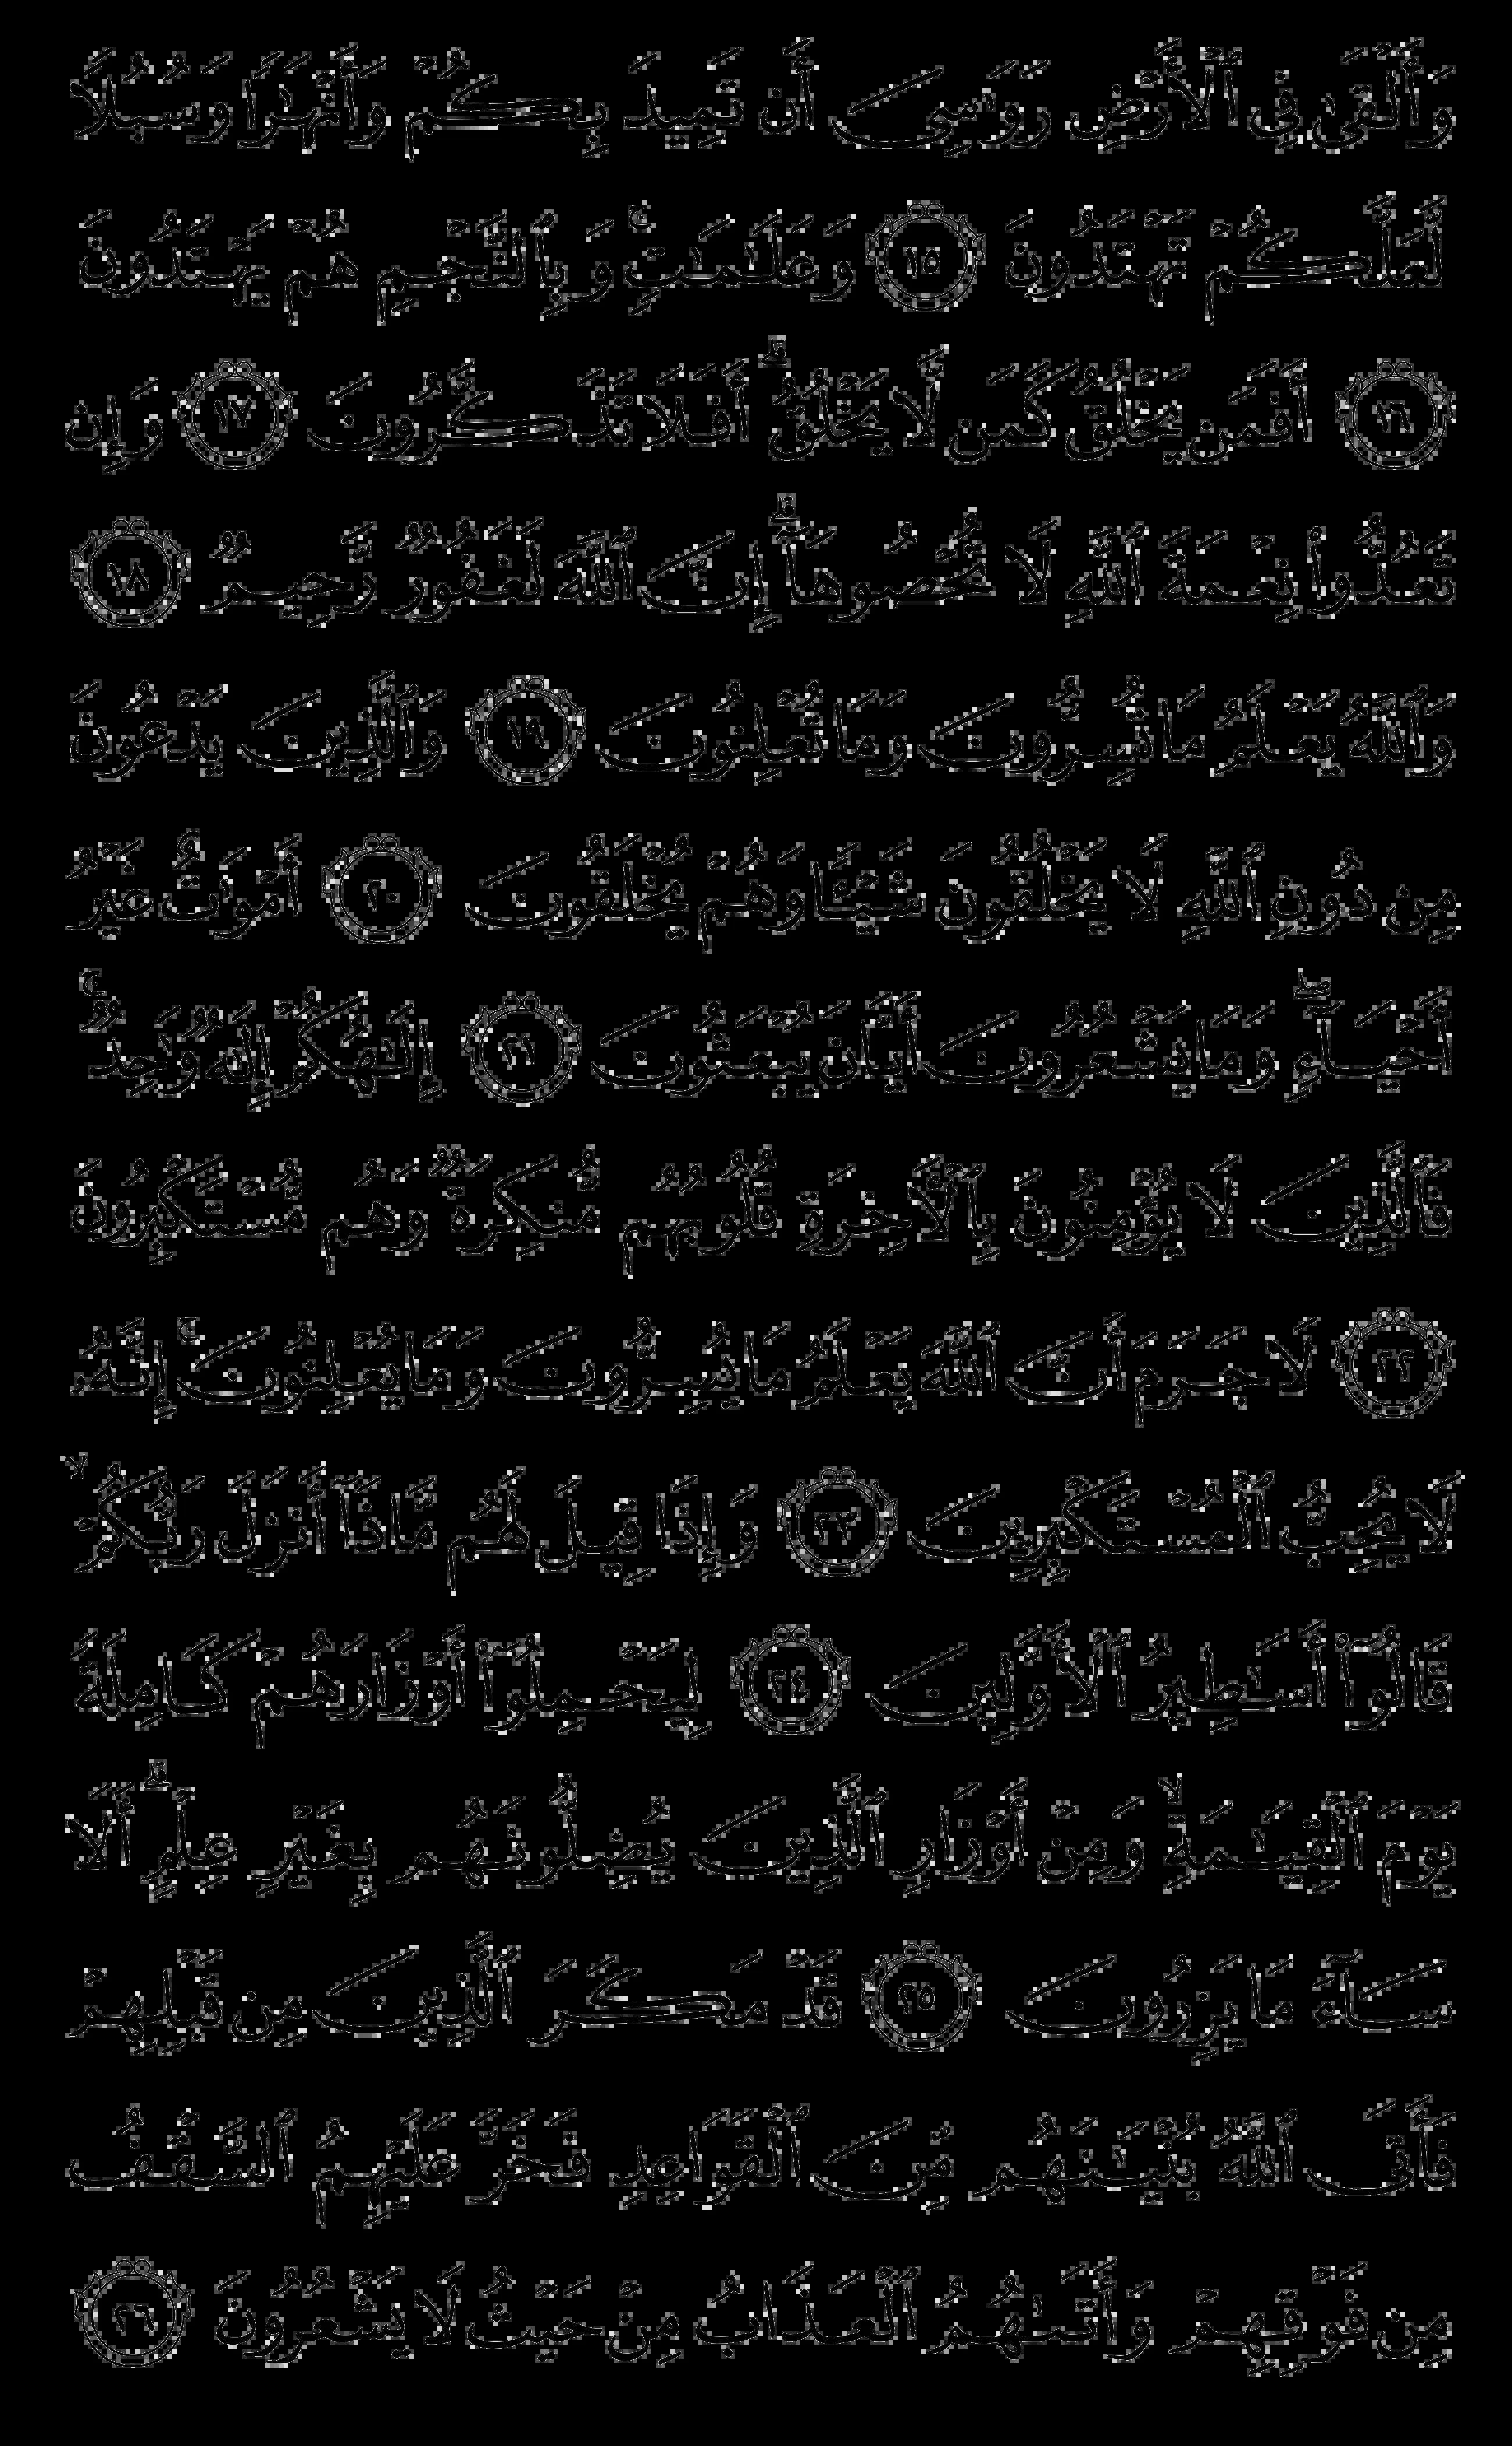 وَأَلْقَىٰ فِى ٱلْأَرْضِ رَوَٰسِىَ أَن تَمِيدَ بِكُمْ وَأَنْهَٰرًا وَسُبُلًا
لَّعَلَّكُمْ تَهْتَدُونَ ١٥ وَعَلَٰمَٰتٍ ۚ وَبِٱلنَّجْمِ هُمْ يَهْتَدُونَ
١٦ أَفَمَن يَخْلُقُ كَمَن لَّا يَخْلُقُ ۗ أَفَلَا تَذَكَّرُونَ ١٧ وَإِن
تَعُدُّوا۟ نِعْمَةَ ٱللَّهِ لَا تُحْصُوهَآ ۗ إِنَّ ٱللَّهَ لَغَفُورٌ رَّحِيمٌ ١٨
وَٱللَّهُ يَعْلَمُ مَا تُسِرُّونَ وَمَا تُعْلِنُونَ ١٩ وَٱلَّذِينَ يَدْعُونَ
مِن دُونِ ٱللَّهِ لَا يَخْلُقُونَ شَيْـًٔا وَهُمْ يُخْلَقُونَ ٢٠ أَمْوَٰتٌ غَيْرُ
أَحْيَآءٍ ۖ وَمَا يَشْعُرُونَ أَيَّانَ يُبْعَثُونَ ٢١ إِلَٰهُكُمْ إِلَٰهٌ وَٰحِدٌ ۚ
فَٱلَّذِينَ لَا يُؤْمِنُونَ بِٱلْءَاخِرَةِ قُلُوبُهُم مُّنكِرَةٌ وَهُم مُّسْتَكْبِرُونَ
٢٢ لَا جَرَمَ أَنَّ ٱللَّهَ يَعْلَمُ مَا يُسِرُّونَ وَمَا يُعْلِنُونَ ۚ إِنَّهُۥ
لَا يُحِبُّ ٱلْمُسْتَكْبِرِينَ ٢٣ وَإِذَا قِيلَ لَهُم مَّاذَآ أَنزَلَ رَبُّكُمْ ۙ
قَالُوٓا۟ أَسَٰطِيرُ ٱلْأَوَّلِينَ ٢٤ لِيَحْمِلُوٓا۟ أَوْزَارَهُمْ كَامِلَةً
يَوْمَ ٱلْقِيَٰمَةِ ۙ وَمِنْ أَوْزَارِ ٱلَّذِينَ يُضِلُّونَهُم بِغَيْرِ عِلْمٍ ۗ أَلَا
سَآءَ مَا يَزِرُونَ ٢٥ قَدْ مَكَرَ ٱلَّذِينَ مِن قَبْلِهِمْ
فَأَتَى ٱللَّهُ بُنْيَٰنَهُم مِّنَ ٱلْقَوَاعِدِ فَخَرَّ عَلَيْهِمُ ٱلسَّقْفُ
مِن فَوْقِهِمْ وَأَتَىٰهُمُ ٱلْعَذَابُ مِنْ حَيْثُ لَا يَشْعُرُونَ ٢٦